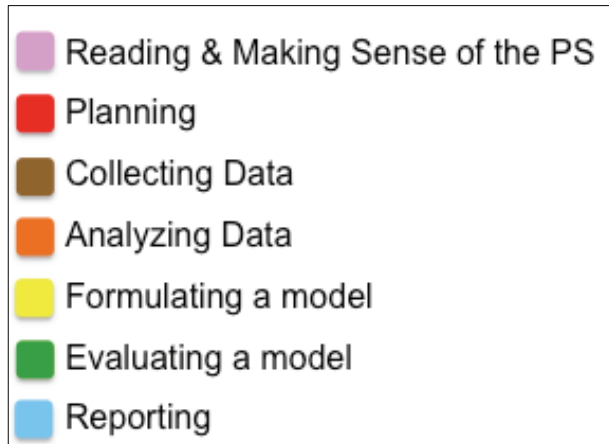 Reading & Making Sense of the PS
Planning
Collecting Data
Analyzing Data
Formulating a model
Evaluating a model
Reporting